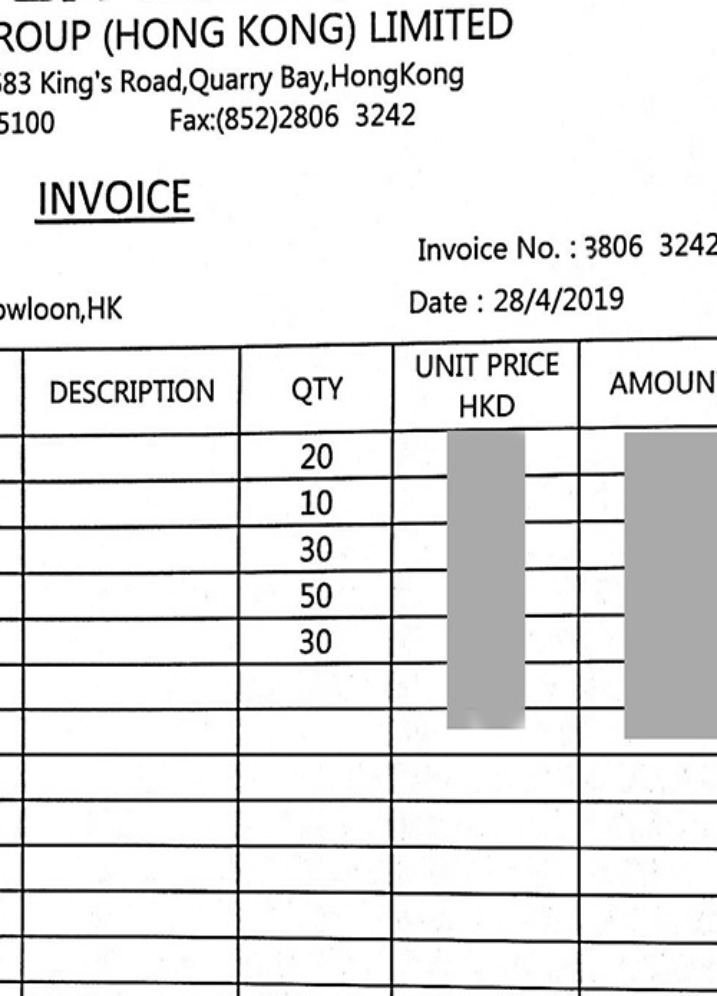 ROUP (HONG KONG) LIMITED
683 King's Road,Quarry Bay,HongKong
5100 Fax:(852)2806 3242
INVOICE
Invoice No. : 3806 3242
owloon,HK Date : 28/4/2019
DESCRIPTION QTY UNIT PRICE HKD AMOUN
20
10
30
50
30